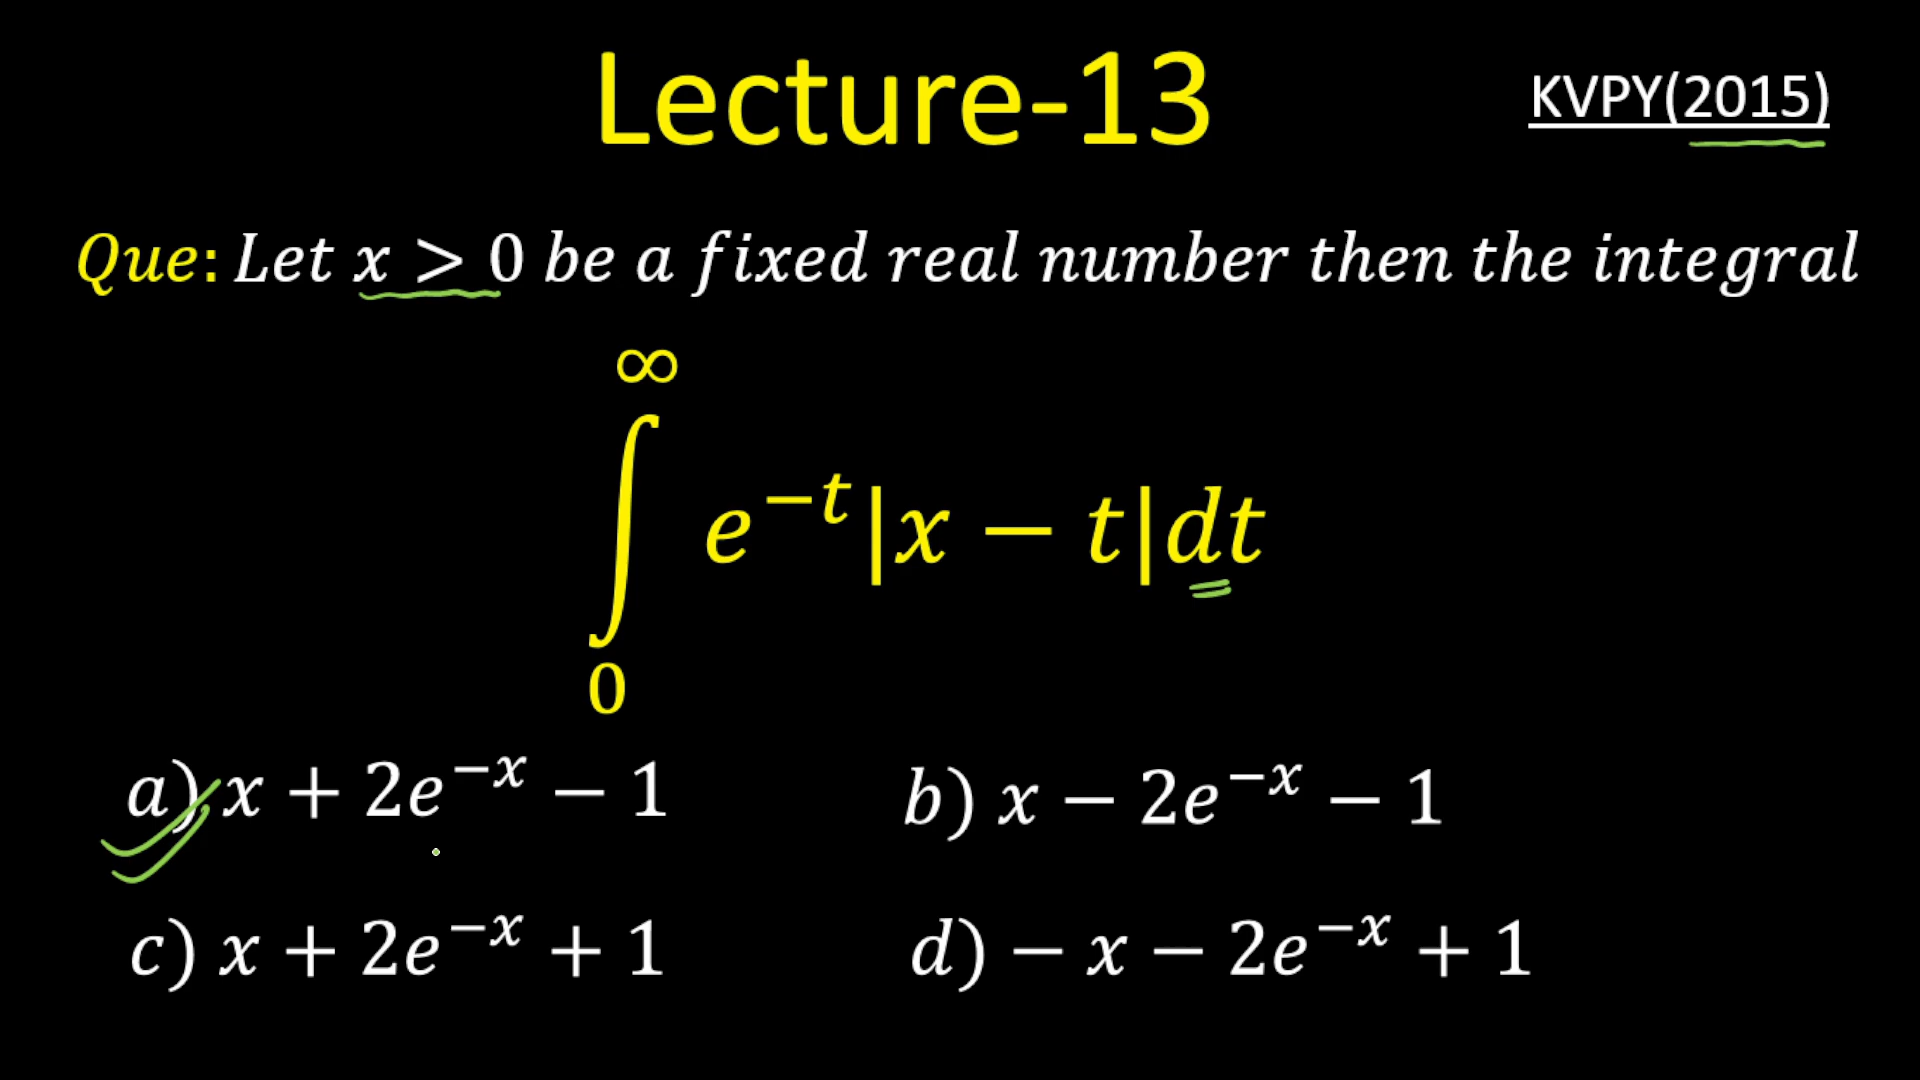 Lecture-13
KVPY(2015)
Que: Let x > 0 be a fixed real number then the integral
∞
∫ e^{-t}|x − t|dt
0
a) x + 2e^{-x} − 1
b) x − 2e^{-x} − 1
c) x + 2e^{-x} + 1
d) − x − 2e^{-x} + 1